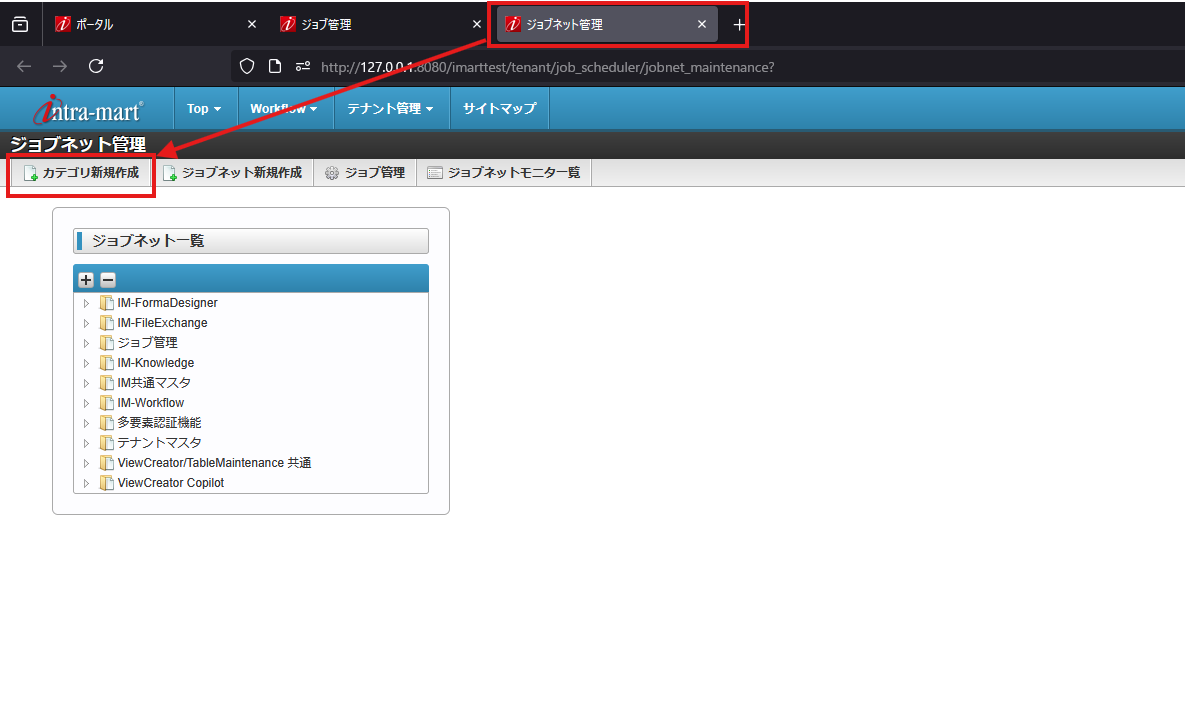 ポータル ジョブ管理 ジョブネット管理
http://127.0.0.1:8080/imarttest/tenant/job_scheduler/jobnet_maintenance?
intra-mart® Top Workflow テナント管理 サイトマップ
ジョブネット管理
カテゴリ新規作成 ジョブネット新規作成 ジョブ管理 ジョブネットモニター覧
ジョブネット一覧
IM-FormaDesigner
IM-FileExchange
ジョブ管理
IM-Knowledge
IM共通マスタ
IM-Workflow
多要素認証機能
テナントマスタ
ViewCreator/TableMaintenance 共通
ViewCreator Copilot